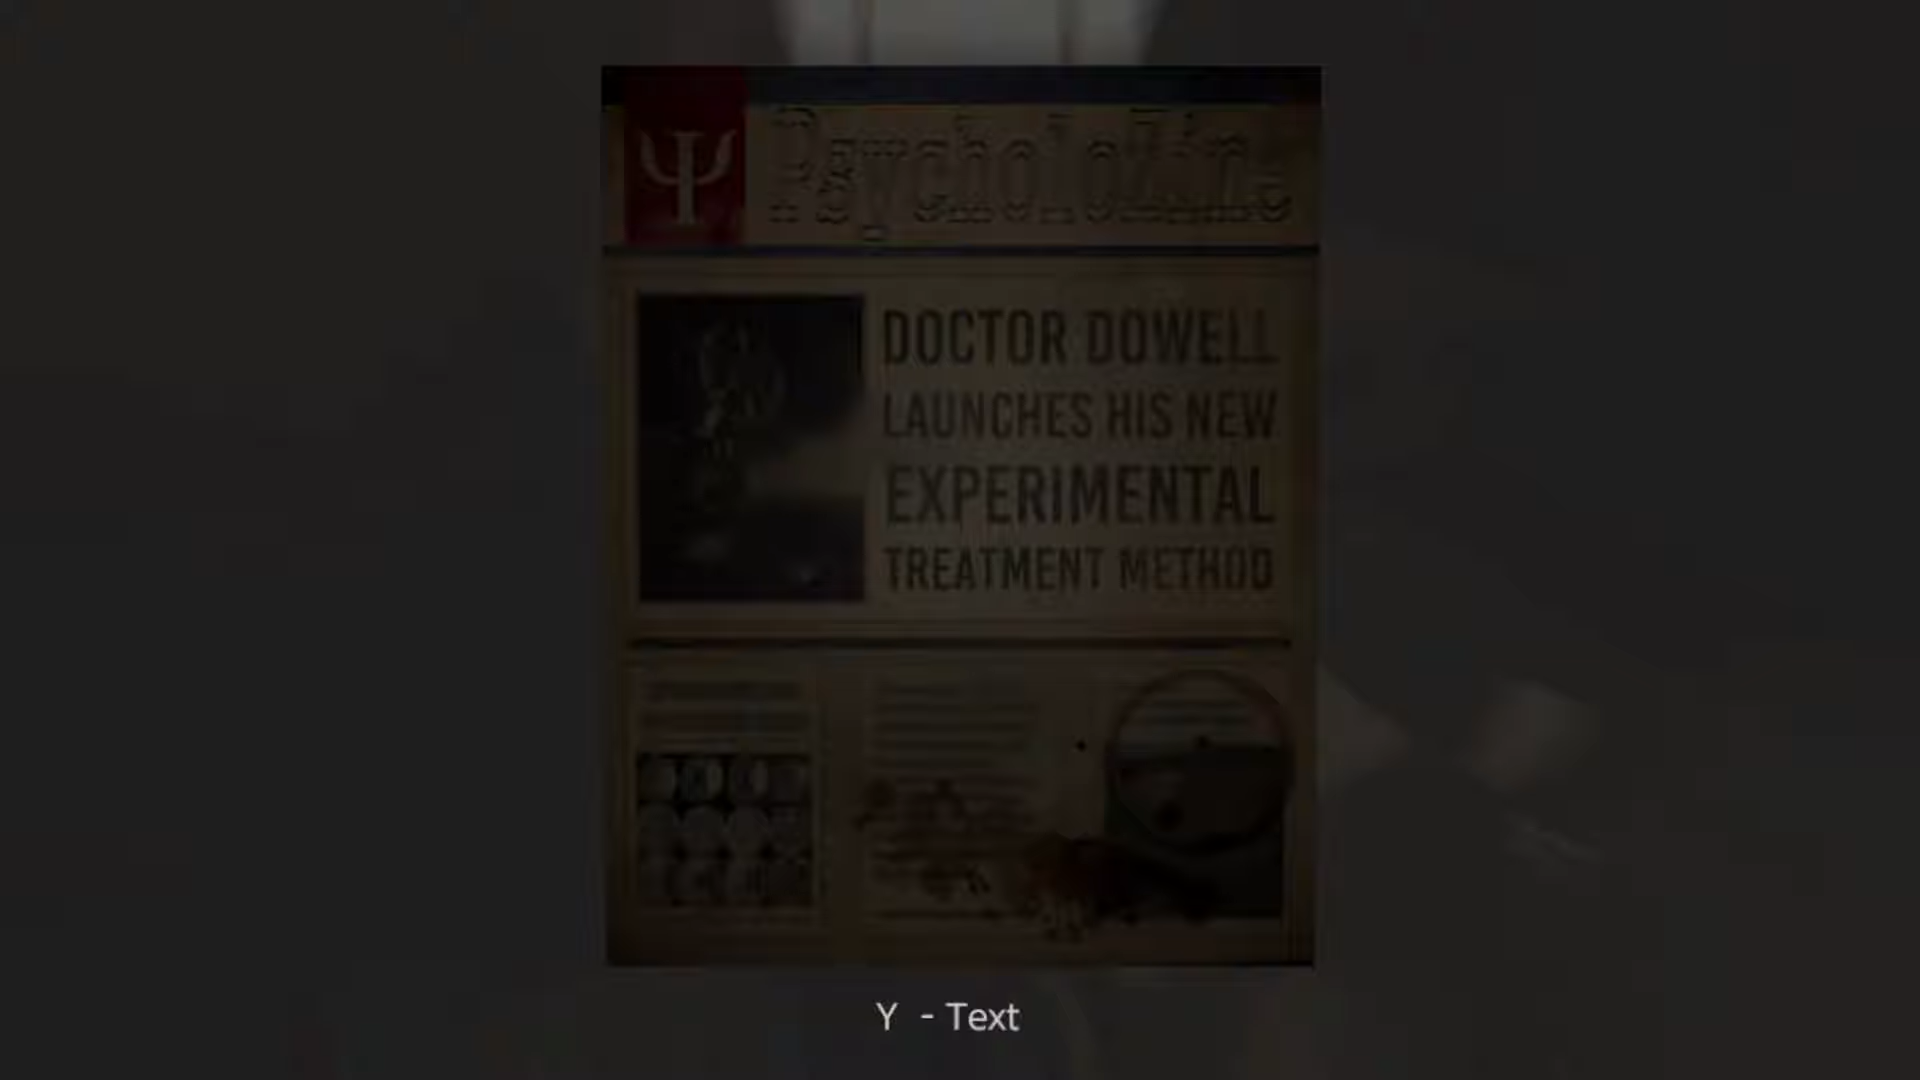 Ψ PsycholoZine
DOCTOR DOWELL
LAUNCHES HIS NEW
EXPERIMENTAL
TREATMENT METHOD
Y - Text